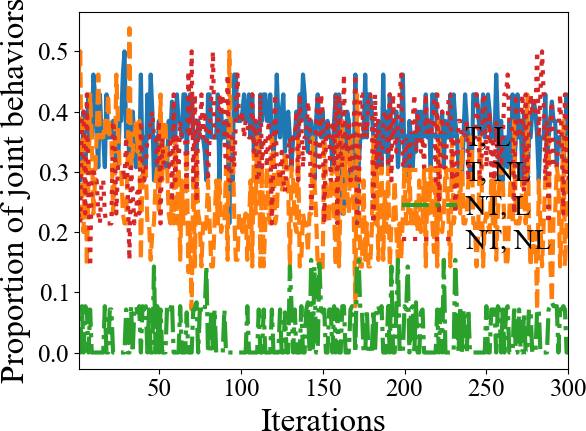 Proportion of joint behaviors
0.5
0.4
0.3
0.2
0.1
0.0
T, L
T, NL
NT, L
NT, NL
50 100 150 200 250 300
Iterations